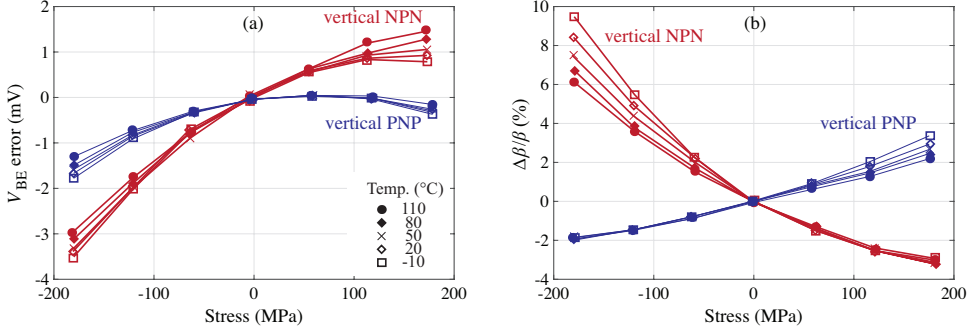 (a)
vertical NPN
vertical PNP
V_BE error (mV)
2
1
0
-1
-2
-3
-4
-200
-100
0
100
200
Stress (MPa)
Temp. (°C)
110
80
50
20
-10
(b)
vertical NPN
vertical PNP
Δβ/β (%)
10
8
6
4
2
0
-2
-4
-200
-100
0
100
200
Stress (MPa)